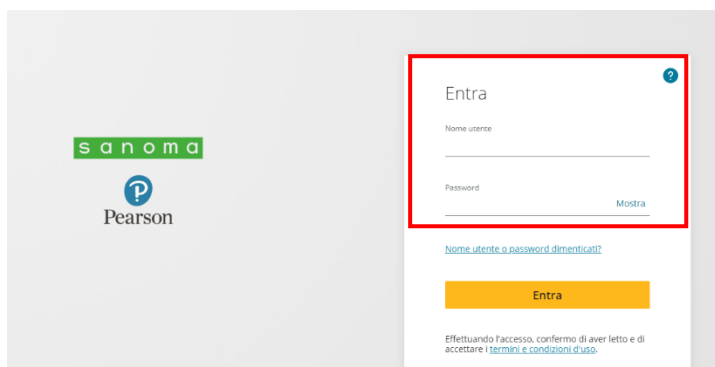 sanoma
P
Pearson
?
Entra
Nome utente
Password
Mostra
Nome utente o password dimenticati?
Entra
Effettuando l'accesso, confermo di aver letto e di
accettare i termini e condizioni d'uso.